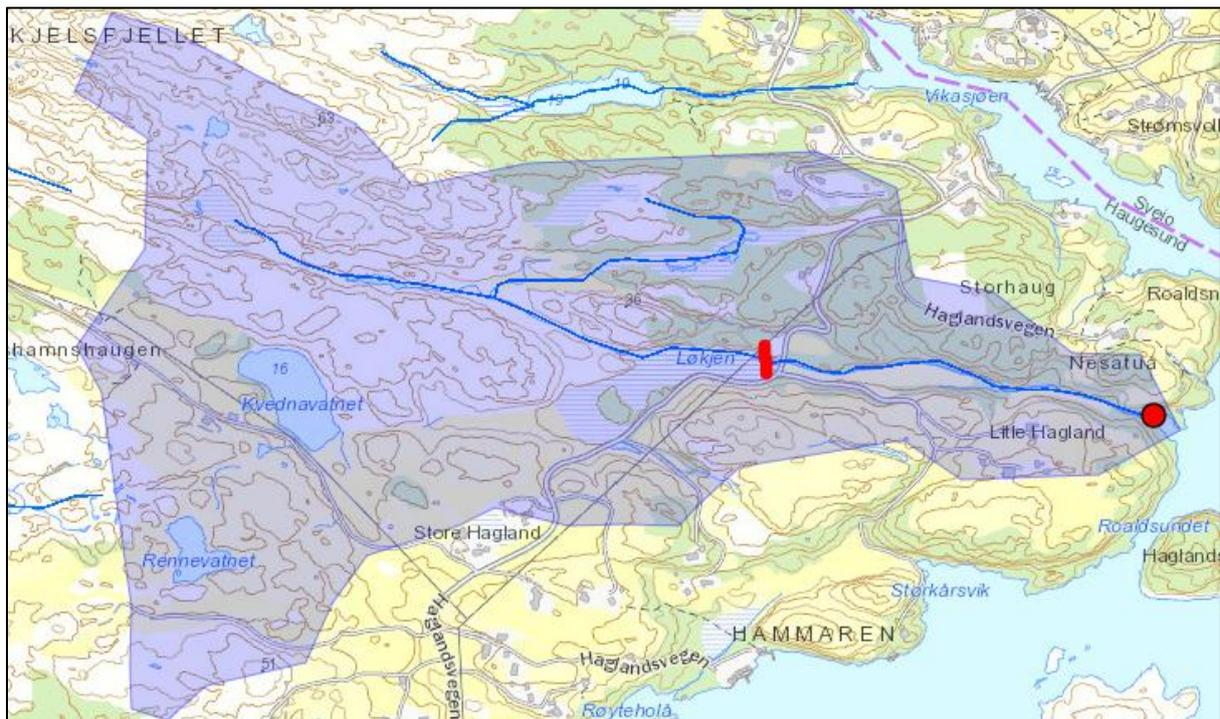 KJELSFJELLET
63
19
19
Vikasjøen
Strømsvoll
Sveio
Haugesund
Storhaug
Roaldsn
Haglandsvegen
Nesatua
36
Løkjen
shamnshaugen
16
Kvednavatnet
Litle Hagland
Store Hagland
Rennevatnet
Roaldsundet
Haglands
Storkårsvik
HAMMAREN
Haglandsvegen
Haglandsvegen
51
Røyteholå